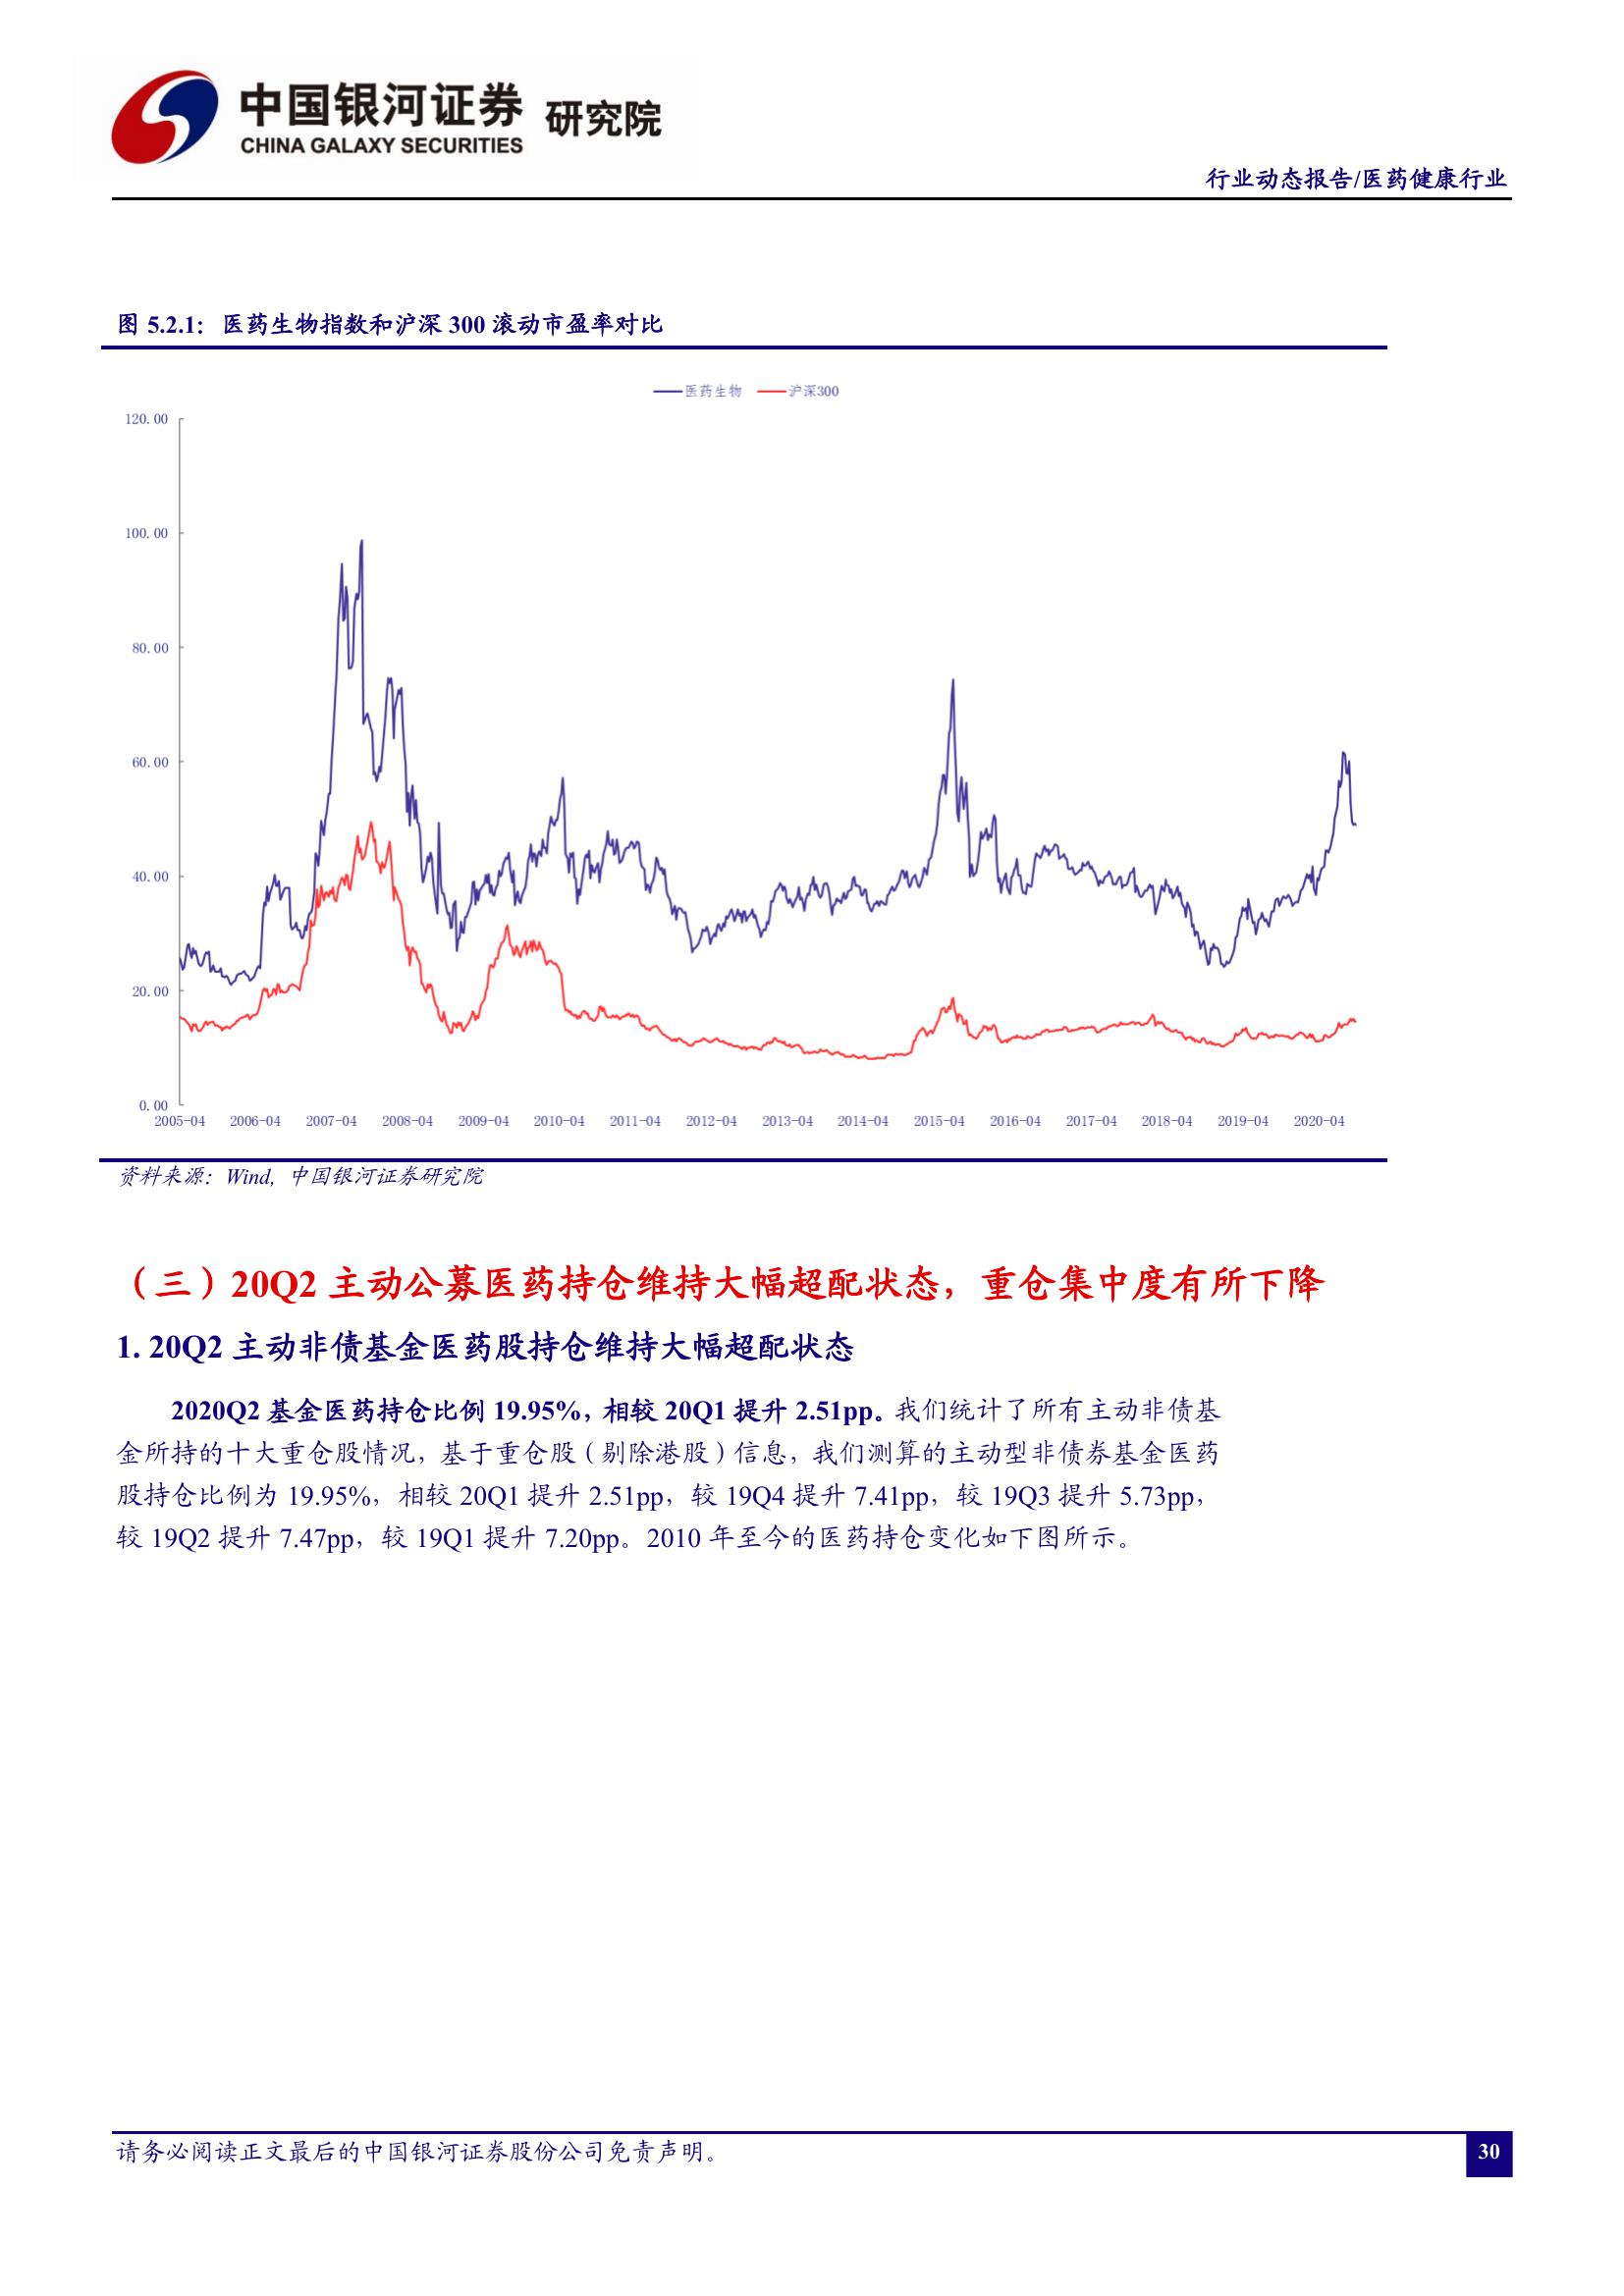 中国银河证券 研究院
CHINA GALAXY SECURITIES
行业动态报告/医药健康行业
图 5.2.1: 医药生物指数和沪深 300 滚动市盈率对比
医药生物 沪深300
120.00
100.00
80.00
60.00
40.00
20.00
0.00
2005-04 2006-04 2007-04 2008-04 2009-04 2010-04 2011-04 2012-04 2013-04 2014-04 2015-04 2016-04 2017-04 2018-04 2019-04 2020-04
资料来源：Wind, 中国银河证券研究院
（三）20Q2 主动公募医药持仓维持大幅超配状态，重仓集中度有所下降
1. 20Q2 主动非债基金医药股持仓维持大幅超配状态
2020Q2 基金医药持仓比例 19.95%，相较 20Q1 提升 2.51pp。我们统计了所有主动非债基
金所持的十大重仓股情况，基于重仓股（剔除港股）信息，我们测算的主动型非债券基金医药
股持仓比例为 19.95%，相较 20Q1 提升 2.51pp，较 19Q4 提升 7.41pp，较 19Q3 提升 5.73pp，
较 19Q2 提升 7.47pp，较 19Q1 提升 7.20pp。2010 年至今的医药持仓变化如下图所示。
请务必阅读正文最后的中国银河证券股份公司免责声明。
30